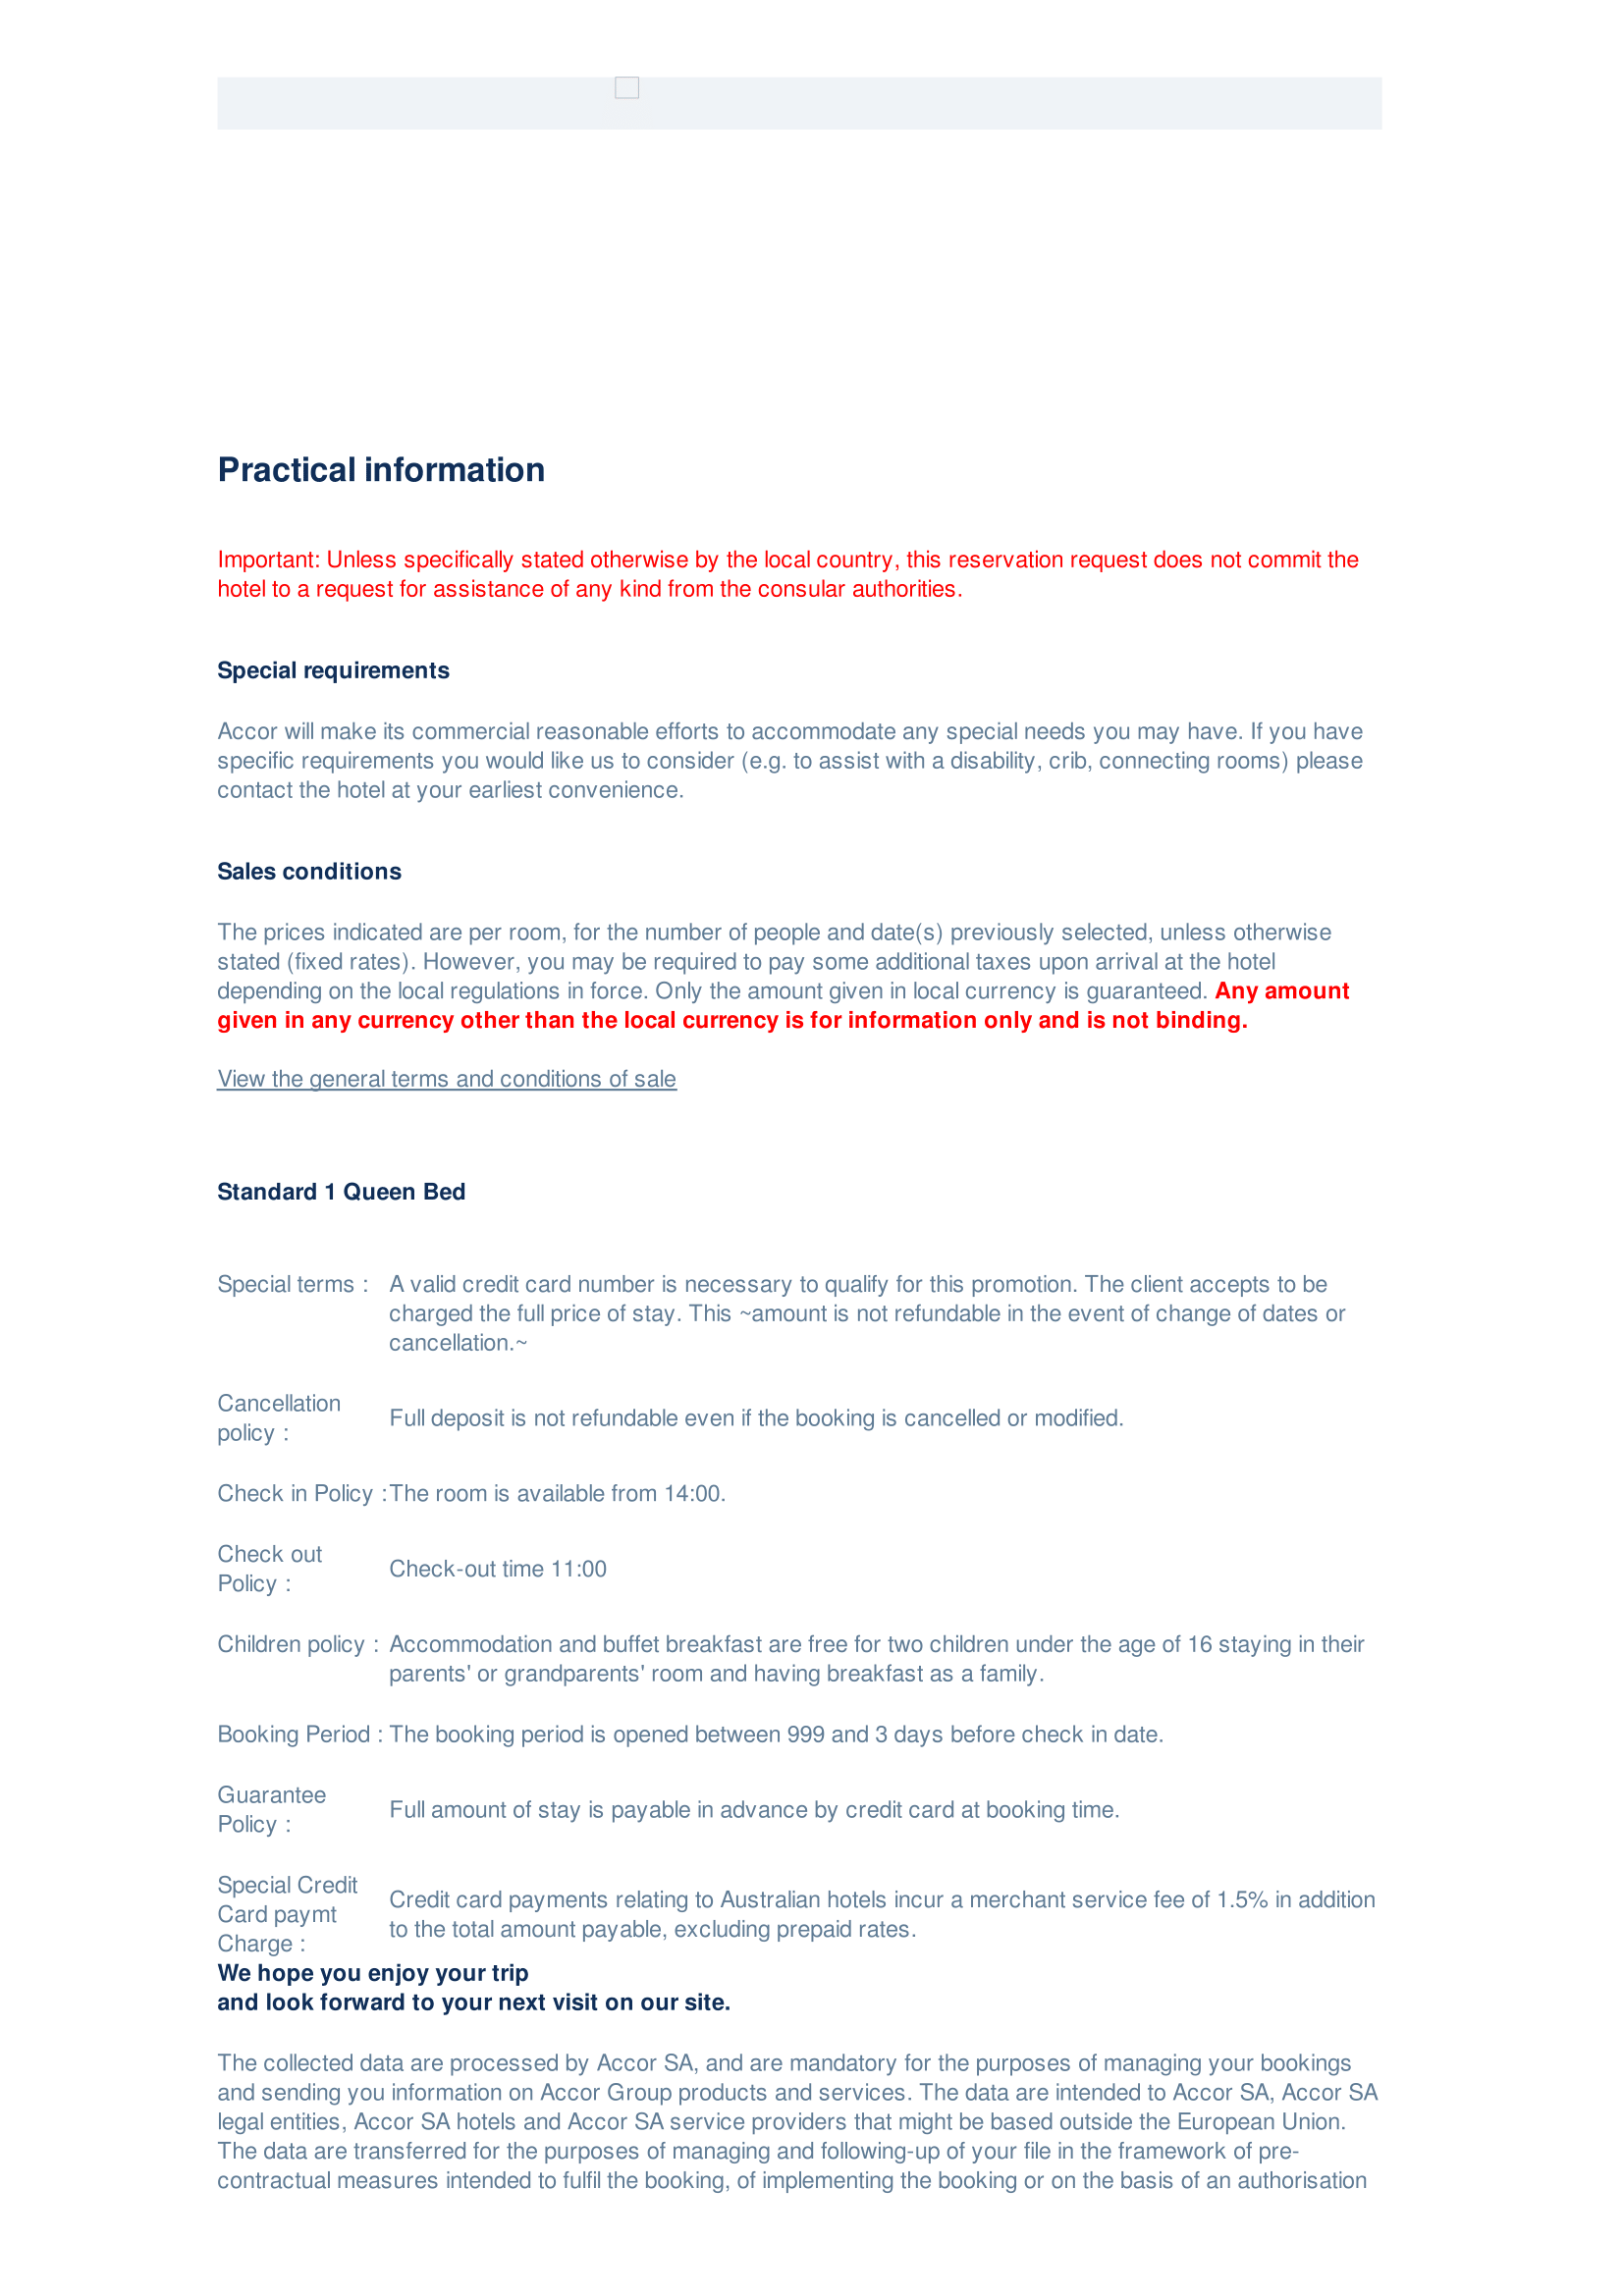 Practical information
Important: Unless specifically stated otherwise by the local country, this reservation request does not commit the
hotel to a request for assistance of any kind from the consular authorities.
Special requirements
Accor will make its commercial reasonable efforts to accommodate any special needs you may have. If you have
specific requirements you would like us to consider (e.g. to assist with a disability, crib, connecting rooms) please
contact the hotel at your earliest convenience.
Sales conditions
The prices indicated are per room, for the number of people and date(s) previously selected, unless otherwise
stated (fixed rates). However, you may be required to pay some additional taxes upon arrival at the hotel
depending on the local regulations in force. Only the amount given in local currency is guaranteed. Any amount
given in any currency other than the local currency is for information only and is not binding.
View the general terms and conditions of sale
Standard 1 Queen Bed
Special terms : A valid credit card number is necessary to qualify for this promotion. The client accepts to be
charged the full price of stay. This ~amount is not refundable in the event of change of dates or
cancellation.~
Cancellation
policy :
Full deposit is not refundable even if the booking is cancelled or modified.
Check in Policy : The room is available from 14:00.
Check out
Policy :
Check-out time 11:00
Children policy : Accommodation and buffet breakfast are free for two children under the age of 16 staying in their
parents' or grandparents' room and having breakfast as a family.
Booking Period : The booking period is opened between 999 and 3 days before check in date.
Guarantee
Policy :
Full amount of stay is payable in advance by credit card at booking time.
Special Credit
Card paymt
Charge :
Credit card payments relating to Australian hotels incur a merchant service fee of 1.5% in addition
to the total amount payable, excluding prepaid rates.
We hope you enjoy your trip
and look forward to your next visit on our site.
The collected data are processed by Accor SA, and are mandatory for the purposes of managing your bookings
and sending you information on Accor Group products and services. The data are intended to Accor SA, Accor SA
legal entities, Accor SA hotels and Accor SA service providers that might be based outside the European Union.
The data are transferred for the purposes of managing and following-up of your file in the framework of pre-
contractual measures intended to fulfil the booking, of implementing the booking or on the basis of an authorisation